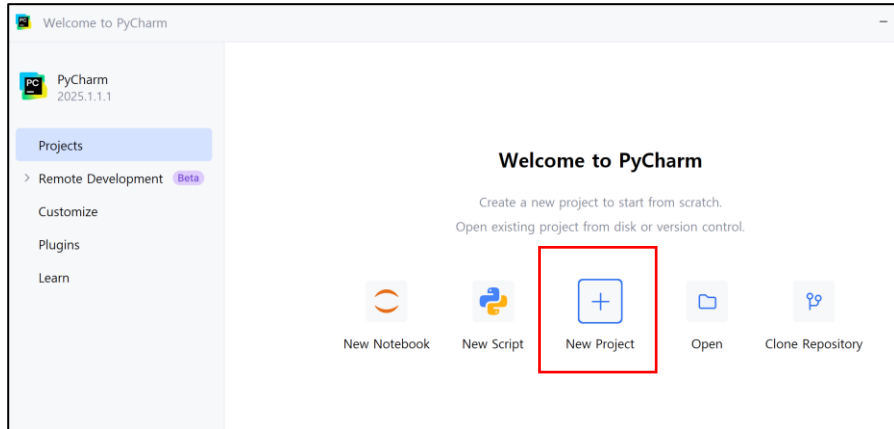 Welcome to PyCharm
PC
PyCharm
2025.1.1.1
Projects
Remote Development Beta
Customize
Plugins
Learn
Welcome to PyCharm
Create a new project to start from scratch.
Open existing project from disk or version control.
New Notebook New Script New Project Open Clone Repository